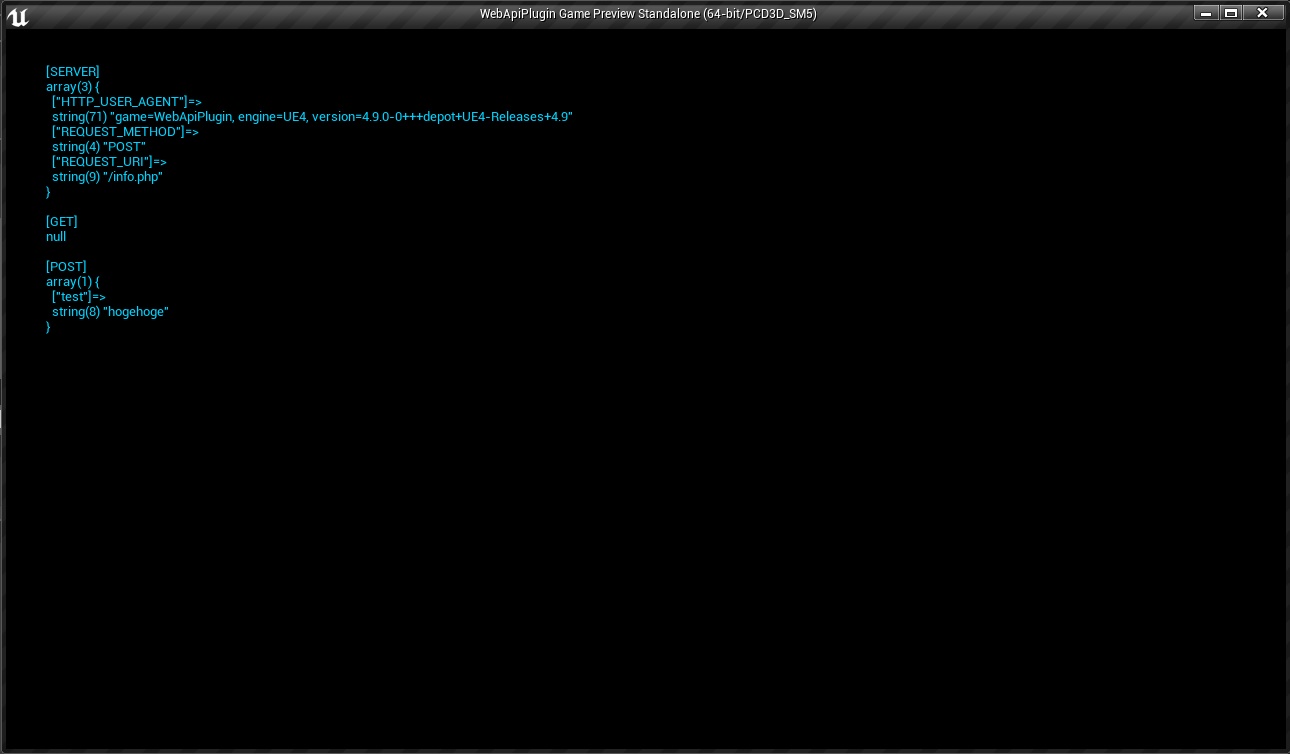 WebApiPlugin Game Preview Standalone (64-bit/PCD3D_SM5)
[SERVER]
array(3) {
  ["HTTP_USER_AGENT"]=>
  string(71) "game=WebApiPlugin, engine=UE4, version=4.9.0-0+++depot+UE4-Releases+4.9"
  ["REQUEST_METHOD"]=>
  string(4) "POST"
  ["REQUEST_URI"]=>
  string(9) "/info.php"
}
[GET]
null
[POST]
array(1) {
  ["test"]=>
  string(8) "hogehoge"
}